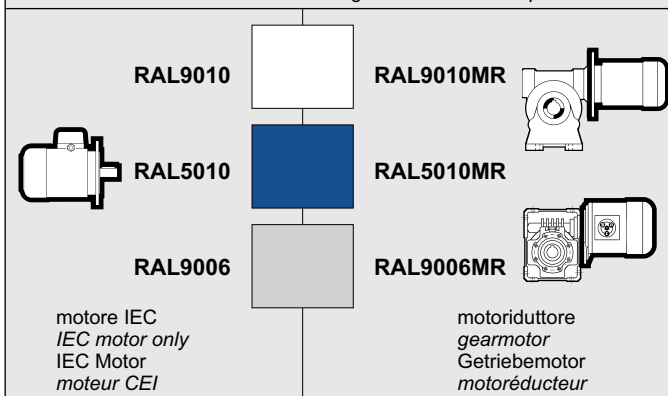 RAL9010 RAL9010MR
RAL5010 RAL5010MR
RAL9006 RAL9006MR
motore IEC
IEC motor only
IEC Motor
moteur CEI
motoriduttore
gearmotor
Getriebemotor
motoréducteur